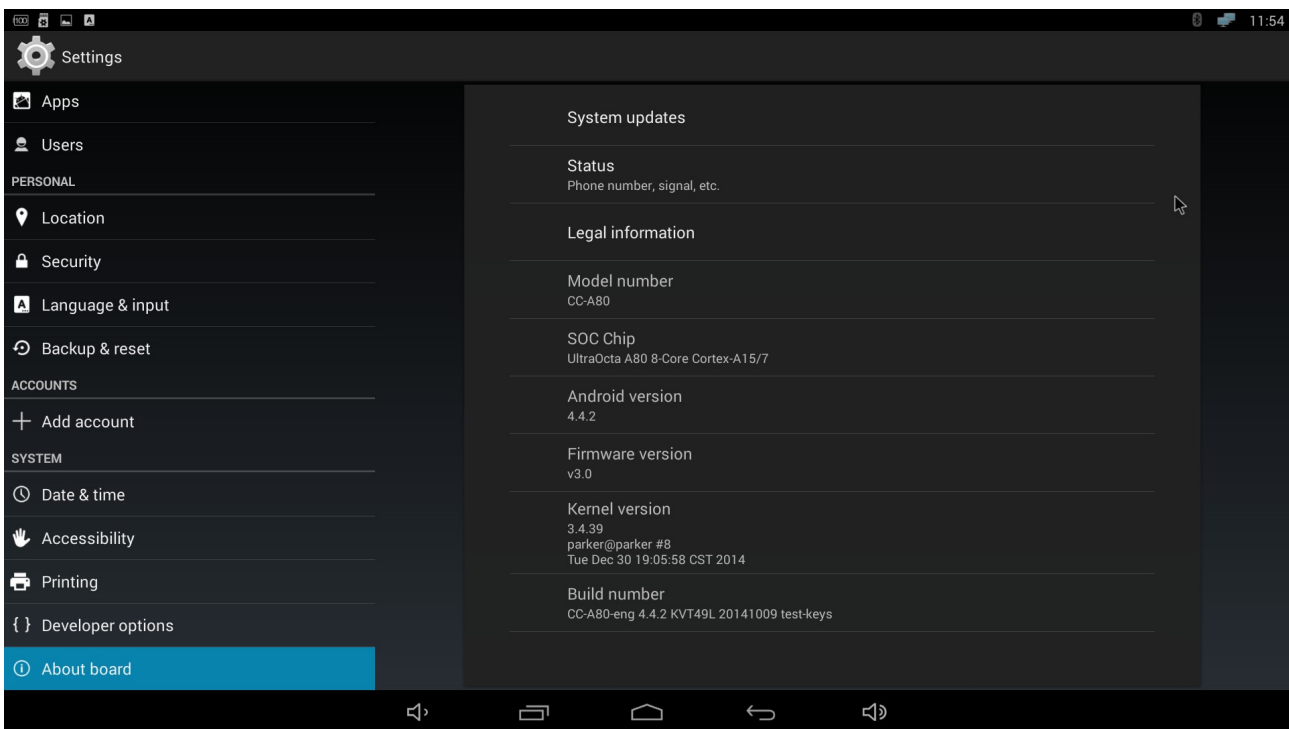 100
A
11:54
Settings
Apps
Users
PERSONAL
Location
Security
A
Language & input
Backup & reset
ACCOUNTS
Add account
SYSTEM
Date & time
Accessibility
Printing
{ } Developer options
About board
System updates
Status
Phone number, signal, etc.
Legal information
Model number
CC-A80
SOC Chip
UltraOcta A80 8-Core Cortex-A15/7
Android version
4.4.2
Firmware version
v3.0
Kernel version
3.4.39
parker@parker #8
Tue Dec 30 19:05:58 CST 2014
Build number
CC-A80-eng 4.4.2 KVT49L 20141009 test-keys